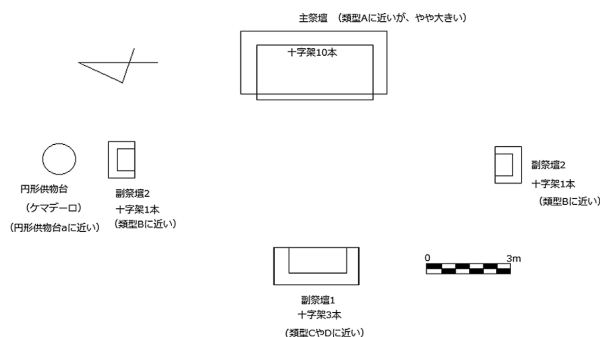 主祭壇 （類型Aに近いが、やや大きい）
十字架10本
円形供物台
（ケマデーロ）
（円形供物台aに近い）
副祭壇2
十字架1本
（類型Bに近い）
副祭壇2
十字架1本
（類型Bに近い）
副祭壇1
十字架3本
（類型CやDに近い）
0 3m